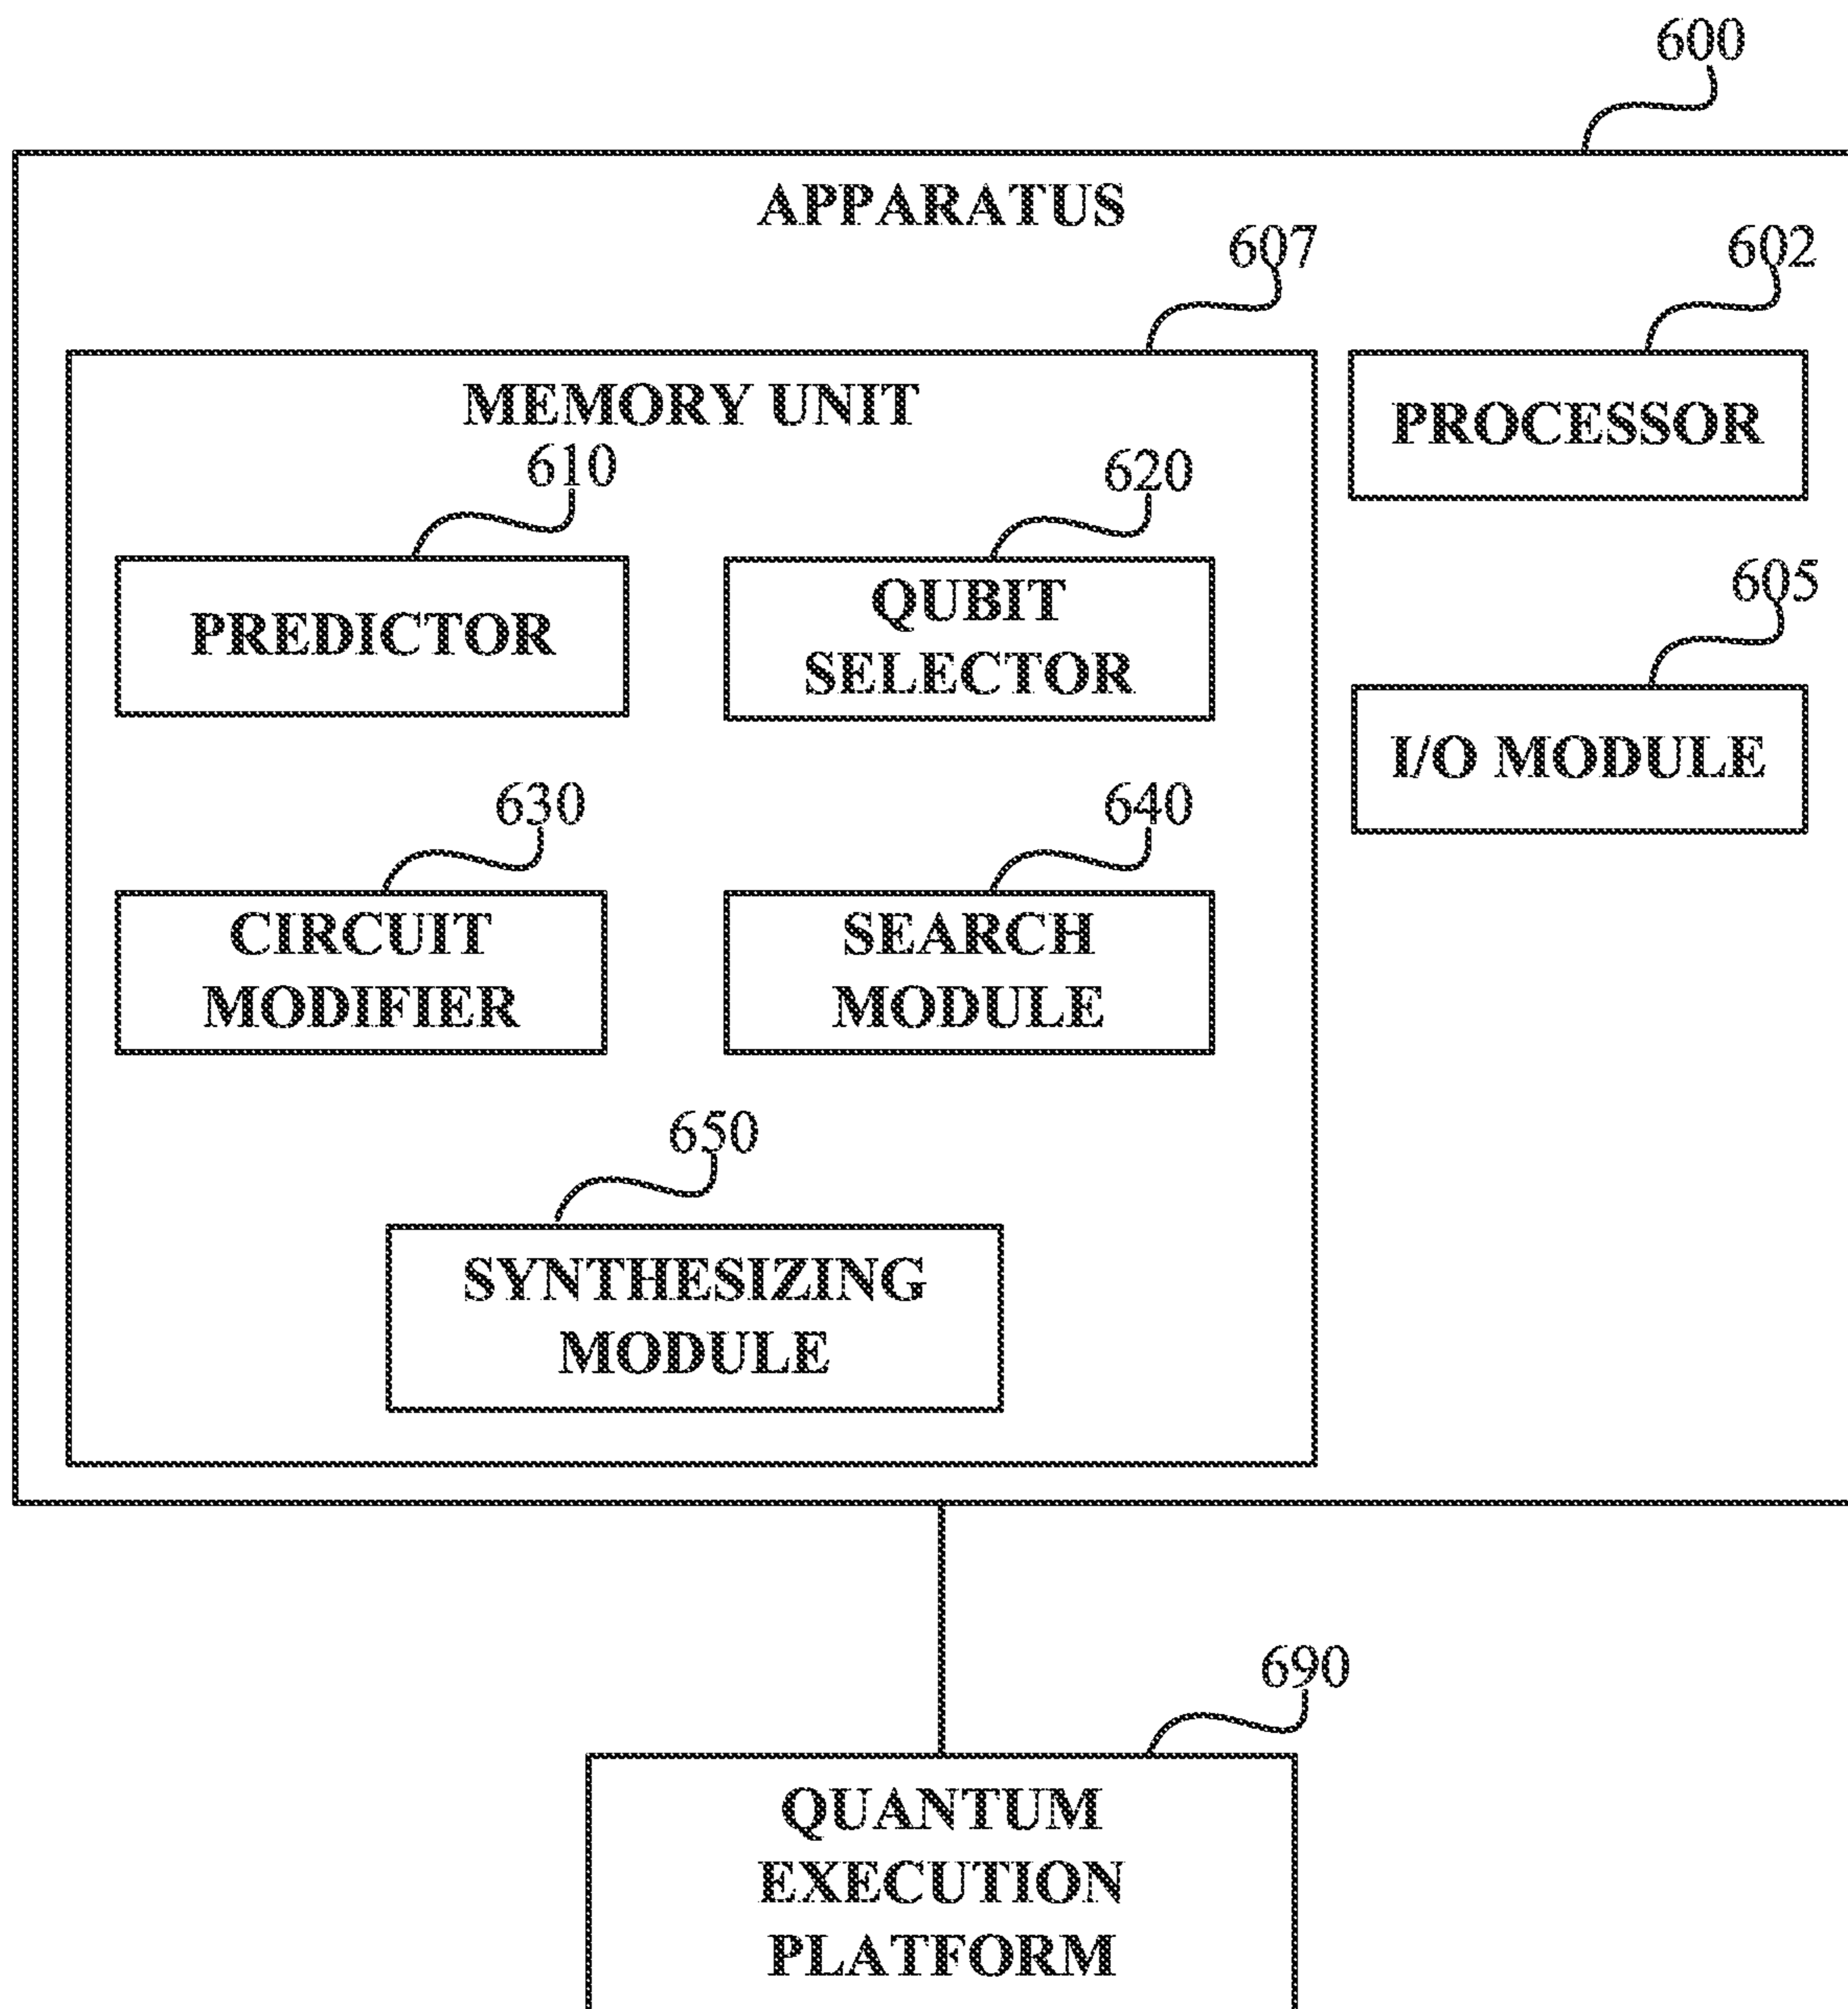 600
APPARATUS
607
602
MEMORY UNIT
PROCESSOR
610
620
PREDICTOR
QUBIT
SELECTOR
605
I/O MODULE
630
640
CIRCUIT
MODIFIER
SEARCH
MODULE
650
SYNTHESIZING
MODULE
690
QUANTUM
EXECUTION
PLATFORM